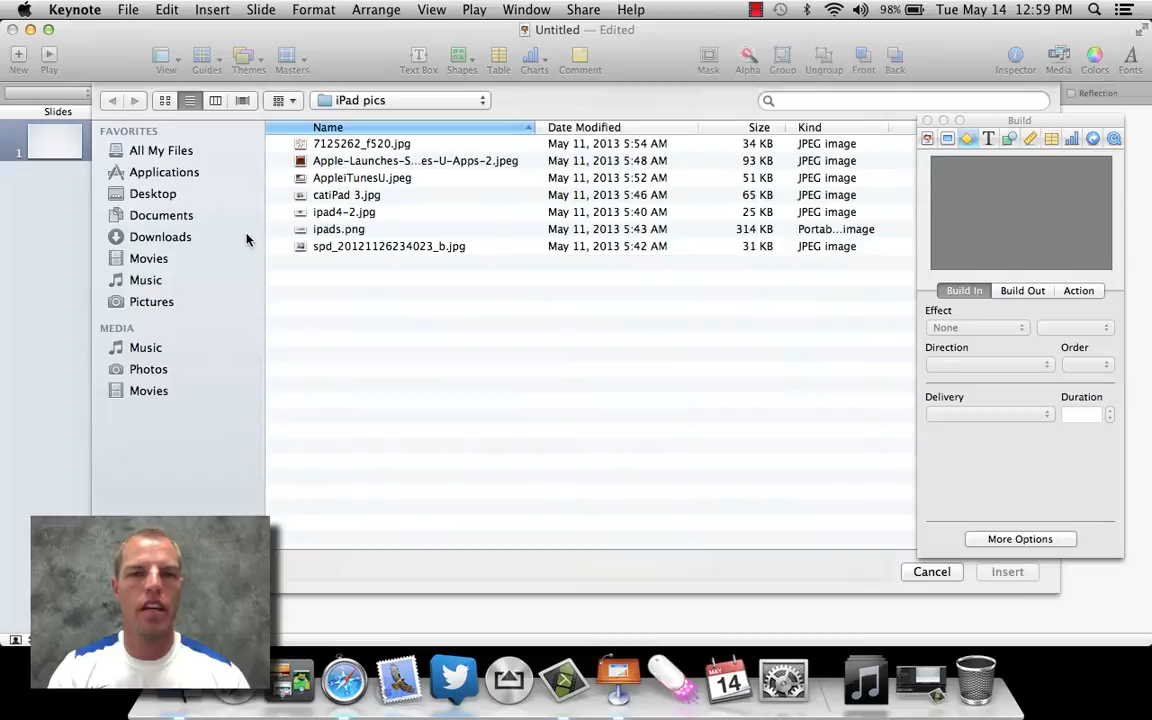 Keynote File Edit Insert Slide Format Arrange View Play Window Share Help 98% Tue May 14 12:59 PM
Untitled — Edited
New Play View Guides Themes Masters Text Box Shapes Table Charts Comment Mask Alpha Group Ungroup Front Back Inspector Media Colors Fonts
iPad pics
Reflection
Slides
1
Build
FAVORITES
All My Files
Applications
Desktop
Documents
Downloads
Movies
Music
Pictures
MEDIA
Music
Photos
Movies
Name Date Modified Size Kind
7125262_f520.jpg May 11, 2013 5:54 AM 34 KB JPEG image
Apple-Launches-S...es-U-Apps-2.jpeg May 11, 2013 5:48 AM 93 KB JPEG image
AppleiTunesU.jpeg May 11, 2013 5:52 AM 51 KB JPEG image
catiPad 3.jpg May 11, 2013 5:46 AM 65 KB JPEG image
ipad4-2.jpg May 11, 2013 5:40 AM 25 KB JPEG image
ipads.png May 11, 2013 5:43 AM 314 KB Portab...image
spd_20121126234023_b.jpg May 11, 2013 5:42 AM 31 KB JPEG image
Build In Build Out Action
Effect
None
Direction Order
Delivery Duration
More Options
Cancel Insert
MAY
14